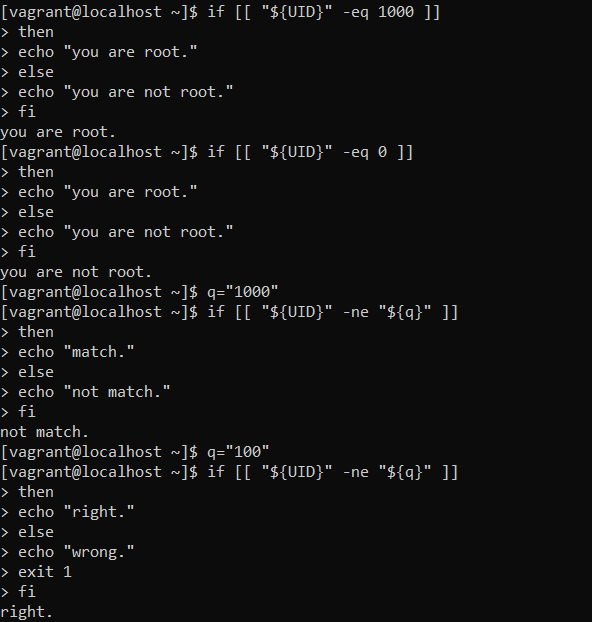 [vagrant@localhost ~]$ if [[ "${UID}" -eq 1000 ]]
> then
> echo "you are root."
> else
> echo "you are not root."
> fi
you are root.
[vagrant@localhost ~]$ if [[ "${UID}" -eq 0 ]]
> then
> echo "you are root."
> else
> echo "you are not root."
> fi
you are not root.
[vagrant@localhost ~]$ q="1000"
[vagrant@localhost ~]$ if [[ "${UID}" -ne "${q}" ]]
> then
> echo "match."
> else
> echo "not match."
> fi
not match.
[vagrant@localhost ~]$ q="100"
[vagrant@localhost ~]$ if [[ "${UID}" -ne "${q}" ]]
> then
> echo "right."
> else
> echo "wrong."
> exit 1
> fi
right.